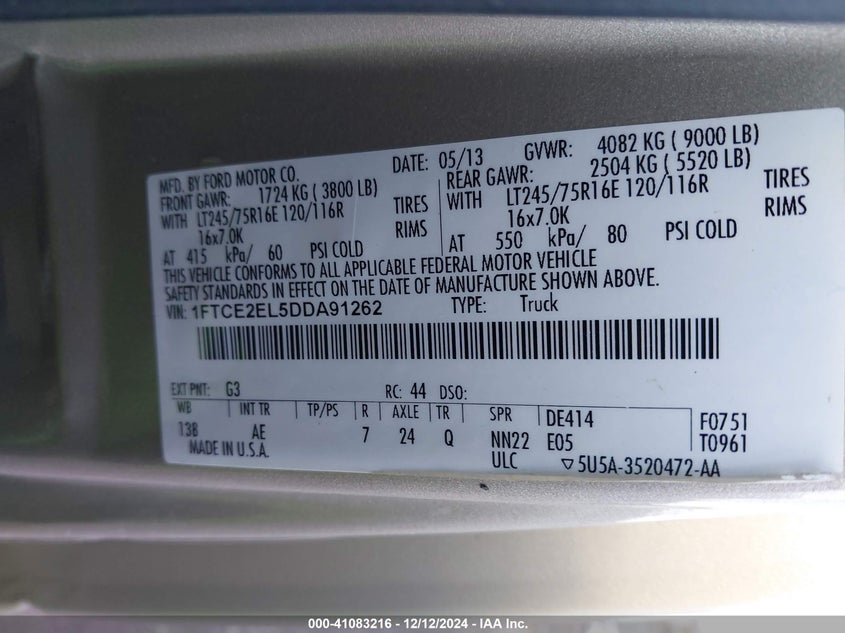 MFD. BY FORD MOTOR CO.
DATE: 05/13 GVWR: 4082 KG ( 9000 LB)
FRONT GAWR: 1724 KG ( 3800 LB) REAR GAWR: 2504 KG ( 5520 LB)
WITH LT245/75R16E 120/116R TIRES WITH LT245/75R16E 120/116R TIRES
16x7.0K RIMS 16x7.0K RIMS
AT 415 kPa/ 60 PSI COLD AT 550 kPa/ 80 PSI COLD
THIS VEHICLE CONFORMS TO ALL APPLICABLE FEDERAL MOTOR VEHICLE
SAFETY STANDARDS IN EFFECT ON THE DATE OF MANUFACTURE SHOWN ABOVE.
VIN: 1FTCE2EL5DDA91262 TYPE: Truck
EXT PNT: G3 RC: 44 DSO:
WB INT TR TP/PS R AXLE TR SPR DE414 F0751
138 AE 7 24 Q NN22 E05 T0961
MADE IN U.S.A. ULC ▽5U5A-3520472-AA
000-41083216 - 12/12/2024 - IAA Inc.